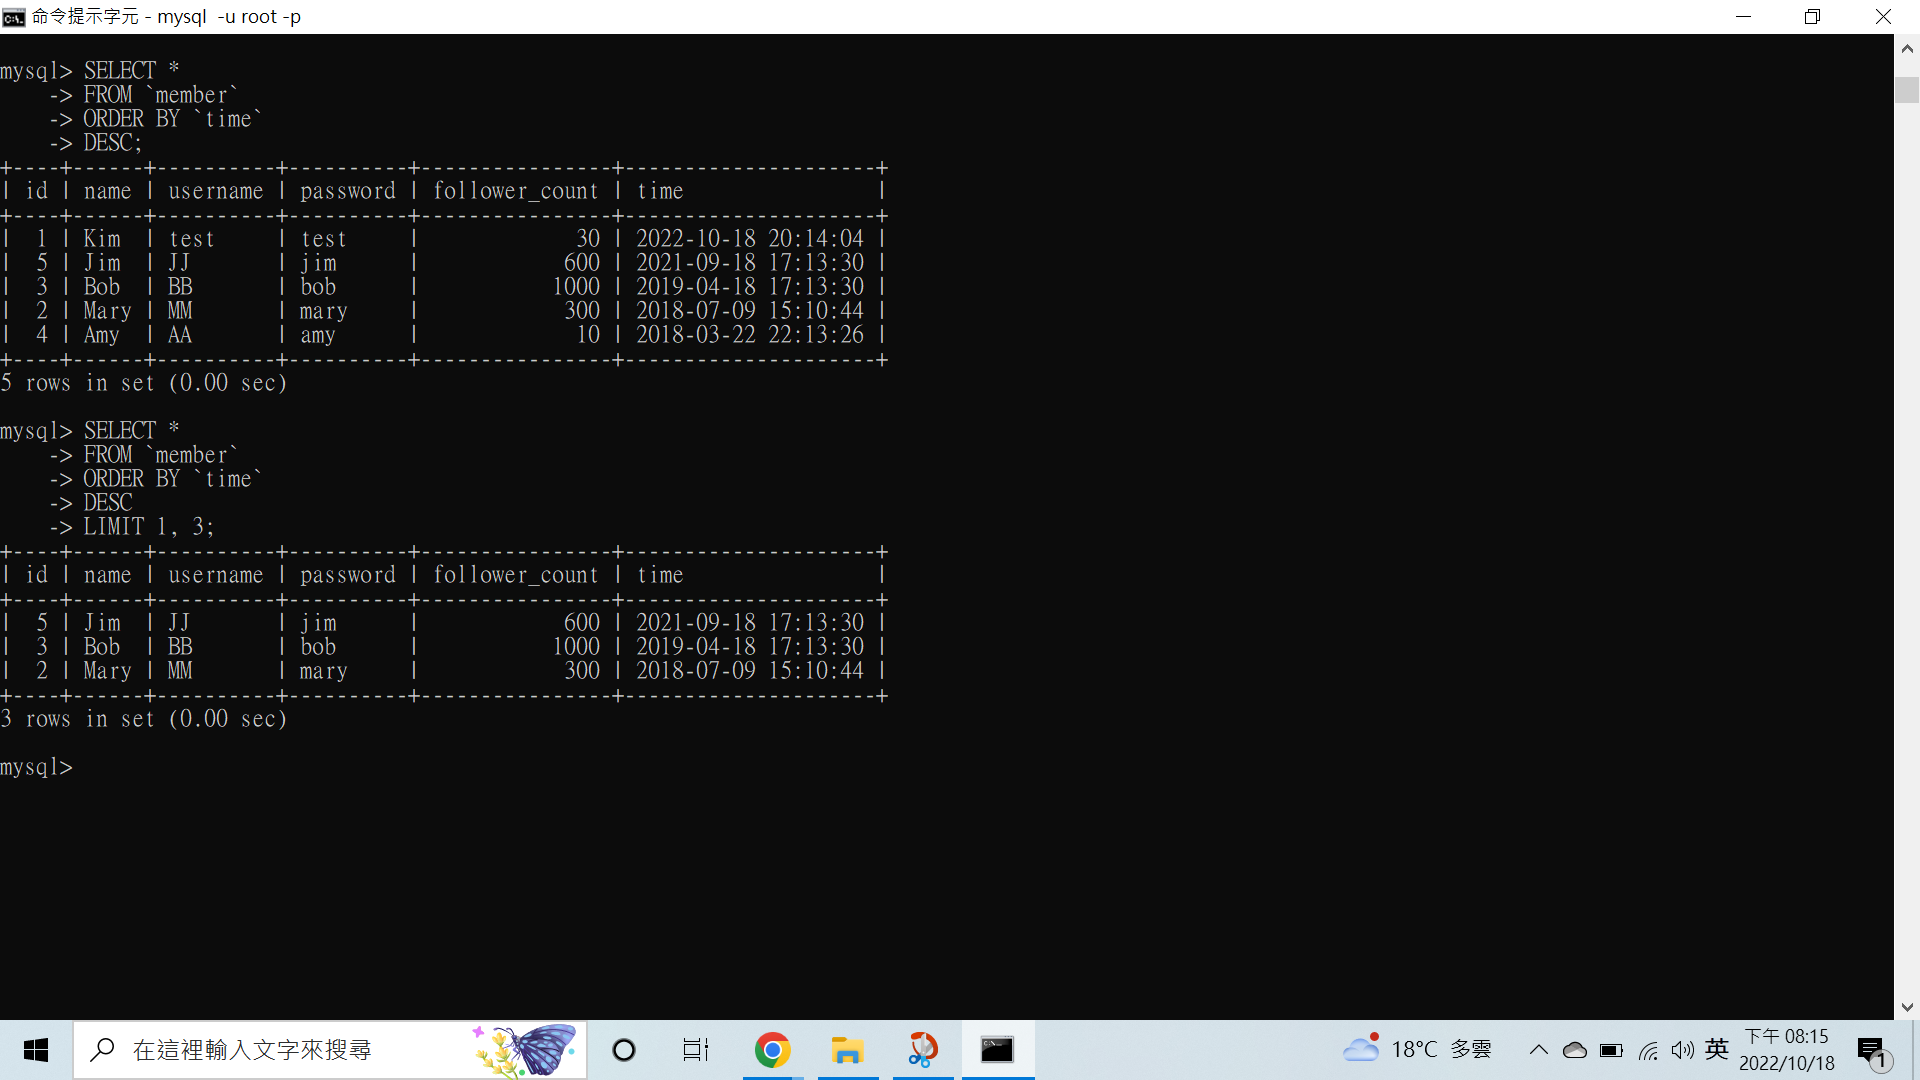 命令提示字元 - mysql  -u root -p
mysql> SELECT *
    -> FROM `member`
    -> ORDER BY `time`
    -> DESC;
+----+------+----------+----------+----------------+---------------------+
| id | name | username | password | follower_count | time                |
+----+------+----------+----------+----------------+---------------------+
|  1 | Kim  | test     | test     |             30 | 2022-10-18 20:14:04 |
|  5 | Jim  | JJ       | jim      |            600 | 2021-09-18 17:13:30 |
|  3 | Bob  | BB       | bob      |           1000 | 2019-04-18 17:13:30 |
|  2 | Mary | MM       | mary     |            300 | 2018-07-09 15:10:44 |
|  4 | Amy  | AA       | amy      |             10 | 2018-03-22 22:13:26 |
+----+------+----------+----------+----------------+---------------------+
5 rows in set (0.00 sec)
mysql> SELECT *
    -> FROM `member`
    -> ORDER BY `time`
    -> DESC
    -> LIMIT 1, 3;
+----+------+----------+----------+----------------+---------------------+
| id | name | username | password | follower_count | time                |
+----+------+----------+----------+----------------+---------------------+
|  5 | Jim  | JJ       | jim      |            600 | 2021-09-18 17:13:30 |
|  3 | Bob  | BB       | bob      |           1000 | 2019-04-18 17:13:30 |
|  2 | Mary | MM       | mary     |            300 | 2018-07-09 15:10:44 |
+----+------+----------+----------+----------------+---------------------+
3 rows in set (0.00 sec)
mysql>
在這裡輸入文字來搜尋
18°C 多雲
英
下午 08:15
2022/10/18
1